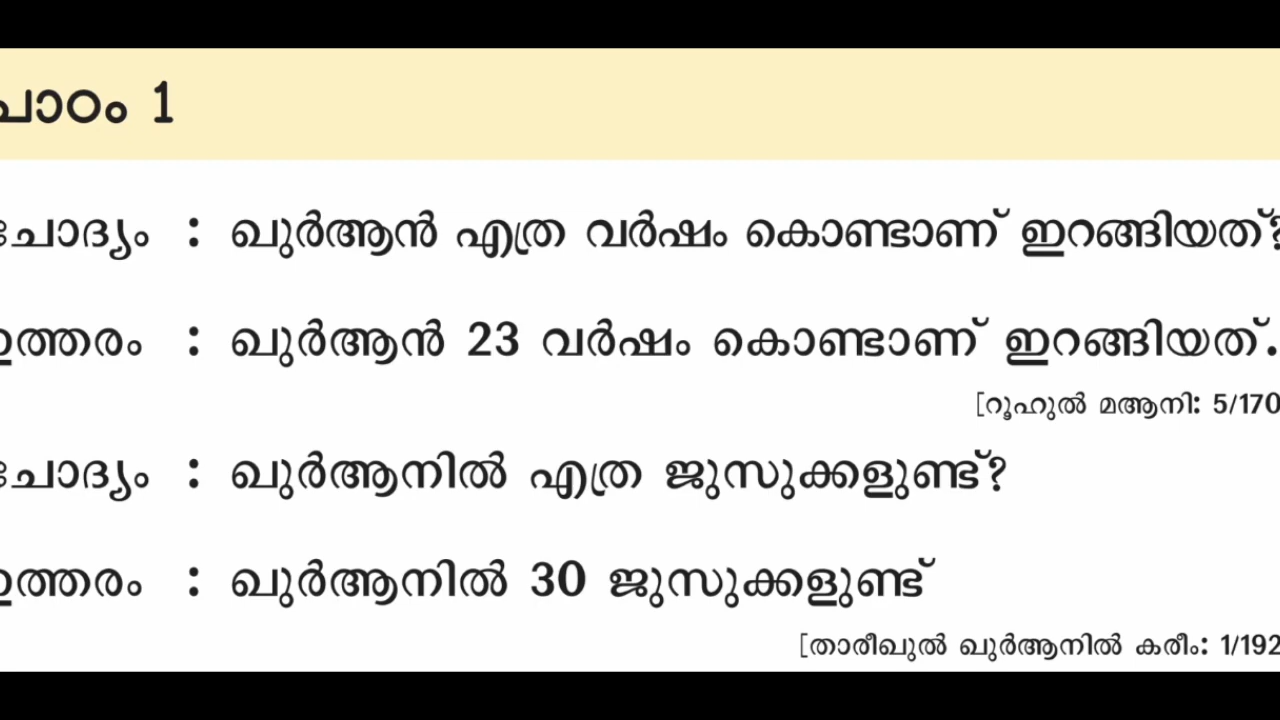 പാഠം 1
ചോദ്യം : ഖുർആൻ എത്ര വർഷം കൊണ്ടാണ് ഇറങ്ങിയത്?
ഉത്തരം : ഖുർആൻ 23 വർഷം കൊണ്ടാണ് ഇറങ്ങിയത്.
[റൂഹുൽ മആനി: 5/170
ചോദ്യം : ഖുർആനിൽ എത്ര ജുസുക്കളുണ്ട്?
ഉത്തരം : ഖുർആനിൽ 30 ജുസുക്കളുണ്ട്
[താരീഖുൽ ഖുർആനിൽ കരീം: 1/192